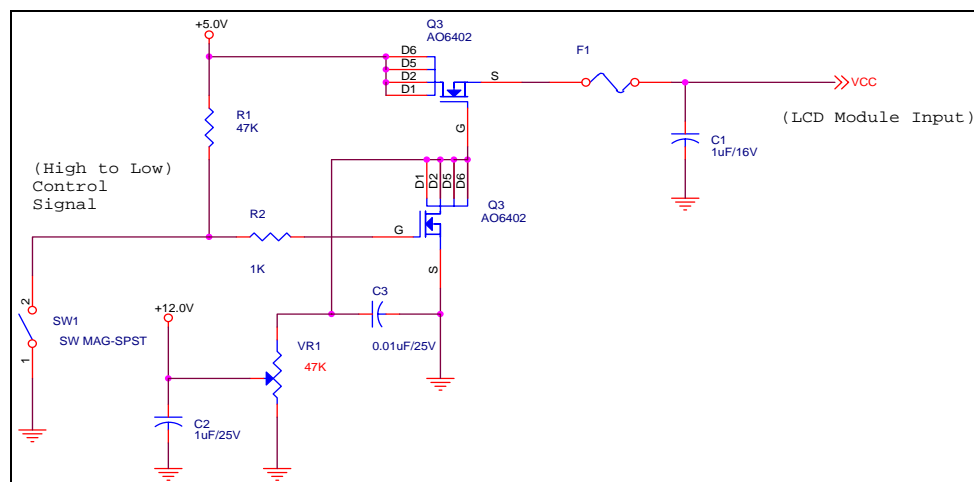 Q3
AO6402
+5.0V
F1
D6
D5
D2
D1
S
VCC
(LCD Module Input)
R1
47K
G
C1
1uF/16V
(High to Low)
Control
Signal
D1
D2
D5
D6
Q3
AO6402
R2
G
1K
S
C3
2
+12.0V
SW1
SW MAG-SPST
VR1
0.01uF/25V
1
47K
C2
1uF/25V